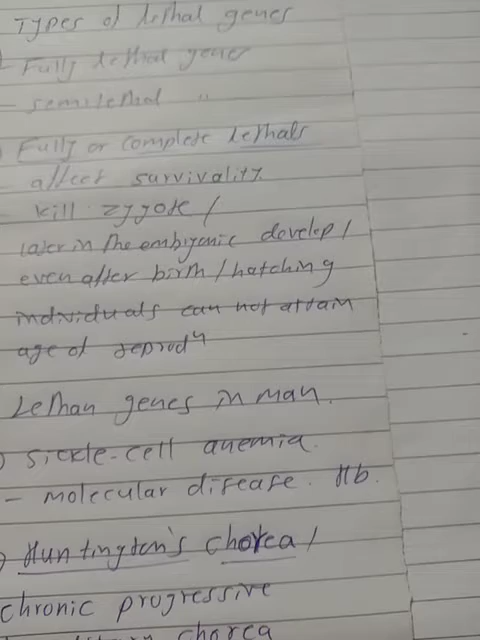 Types of lethal genes
- Fully lethal genes
- semilethal "
Fully or complete lethals
- affect survivality
kill zygote /
later in the embryonic develop /
even after birth / hatching
individuals can not attain
age of reprodⁿ
Lethan genes in man.
) sickle-cell anemia.
- molecular disease. Hb.
) Huntington's chorea /
chronic progressive
chorea